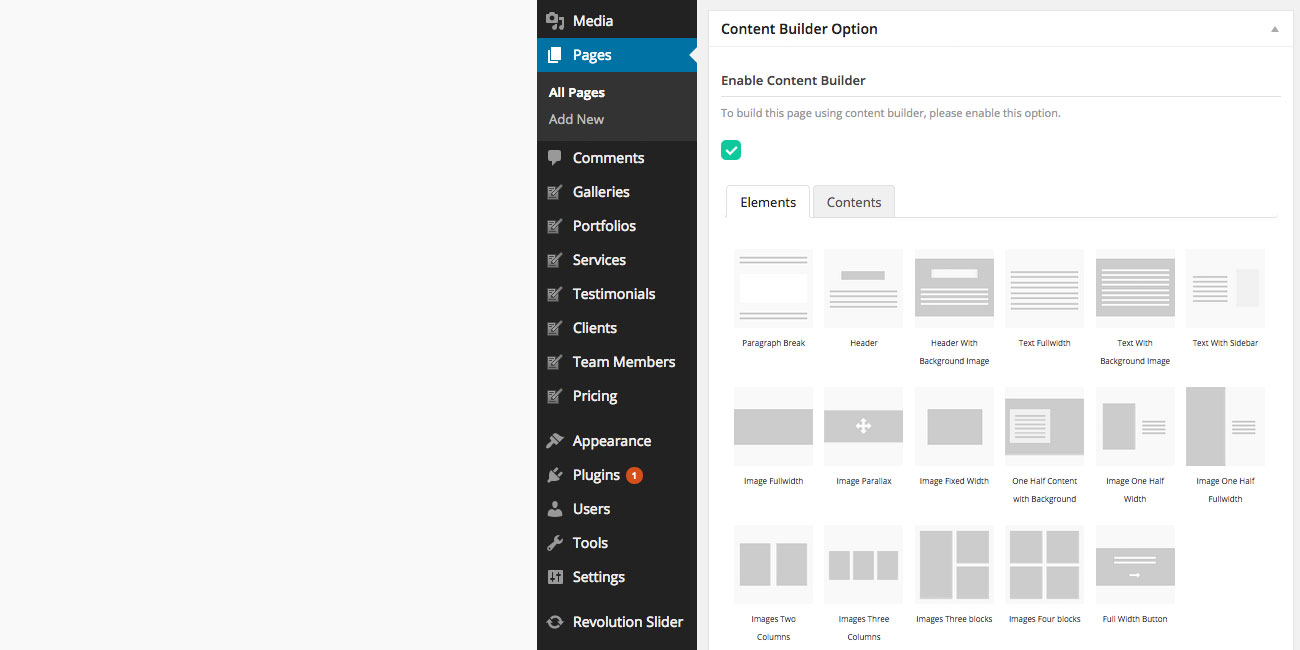 Media
Pages
All Pages
Add New
Comments
Galleries
Portfolios
Services
Testimonials
Clients
Team Members
Pricing
Appearance
Plugins 1
Users
Tools
Settings
Revolution Slider
Content Builder Option
Enable Content Builder
To build this page using content builder, please enable this option.
Elements Contents
Paragraph Break
Header
Header With
Background Image
Text Fullwidth
Text With
Background Image
Text With Sidebar
Image Fullwidth
Image Parallax
Image Fixed Width
One Half Content
with Background
Image One Half
Width
Image One Half
Fullwidth
Images Two
Columns
Images Three
Columns
Images Three blocks
Images Four blocks
Full Width Button